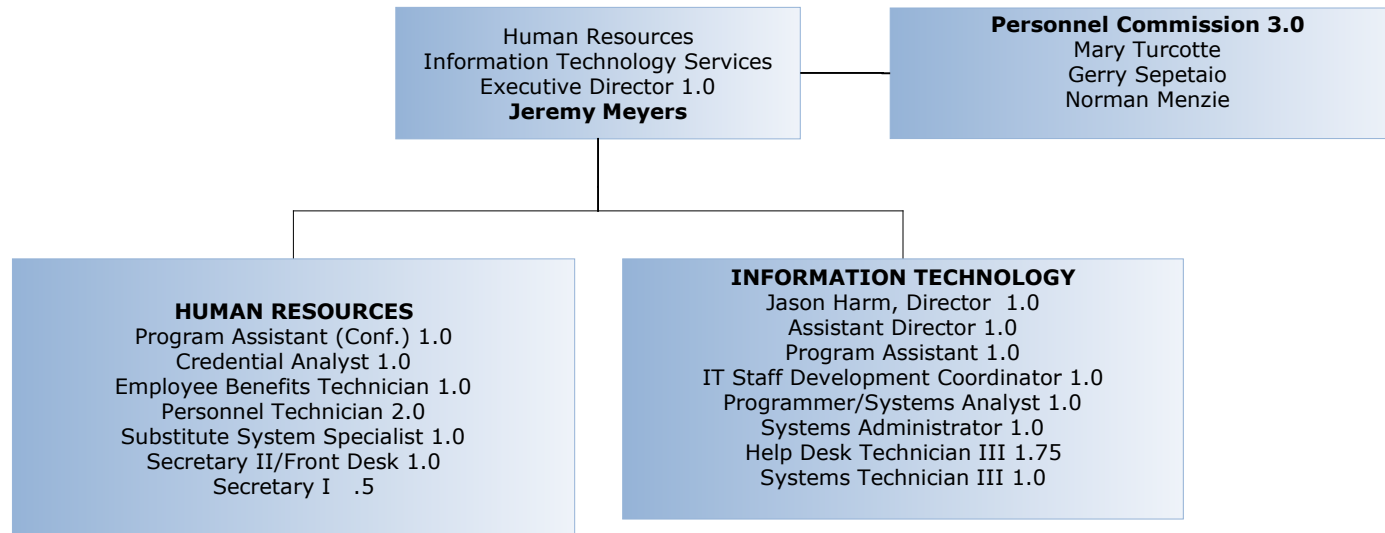 Human Resources
Information Technology Services
Executive Director 1.0
Jeremy Meyers
Personnel Commission 3.0
Mary Turcotte
Gerry Sepetaio
Norman Menzie
HUMAN RESOURCES
Program Assistant (Conf.) 1.0
Credential Analyst 1.0
Employee Benefits Technician 1.0
Personnel Technician 2.0
Substitute System Specialist 1.0
Secretary II/Front Desk 1.0
Secretary I .5
INFORMATION TECHNOLOGY
Jason Harm, Director 1.0
Assistant Director 1.0
Program Assistant 1.0
IT Staff Development Coordinator 1.0
Programmer/Systems Analyst 1.0
Systems Administrator 1.0
Help Desk Technician III 1.75
Systems Technician III 1.0